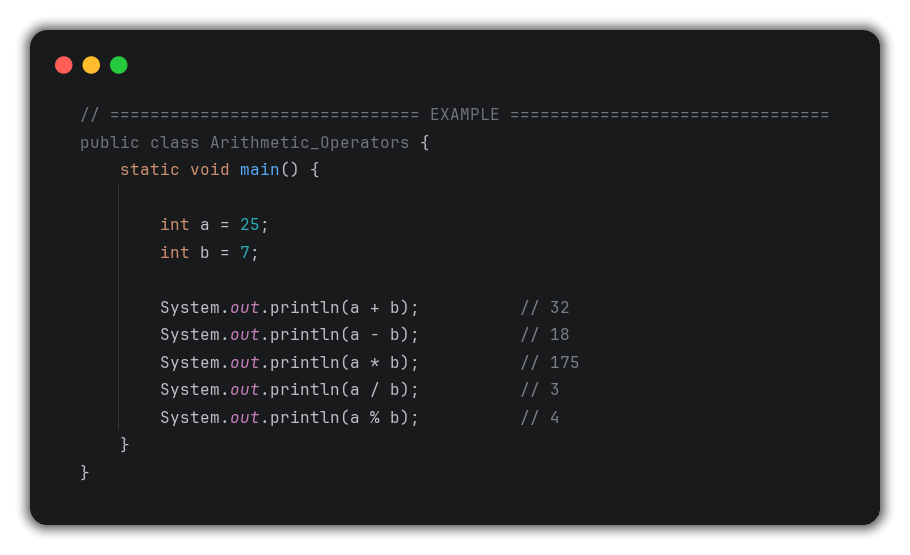 // =============================== EXAMPLE ================================
public class Arithmetic_Operators {
    static void main() {

        int a = 25;
        int b = 7;

        System.out.println(a + b);          // 32
        System.out.println(a - b);          // 18
        System.out.println(a * b);          // 175
        System.out.println(a / b);          // 3
        System.out.println(a % b);          // 4
    }
}